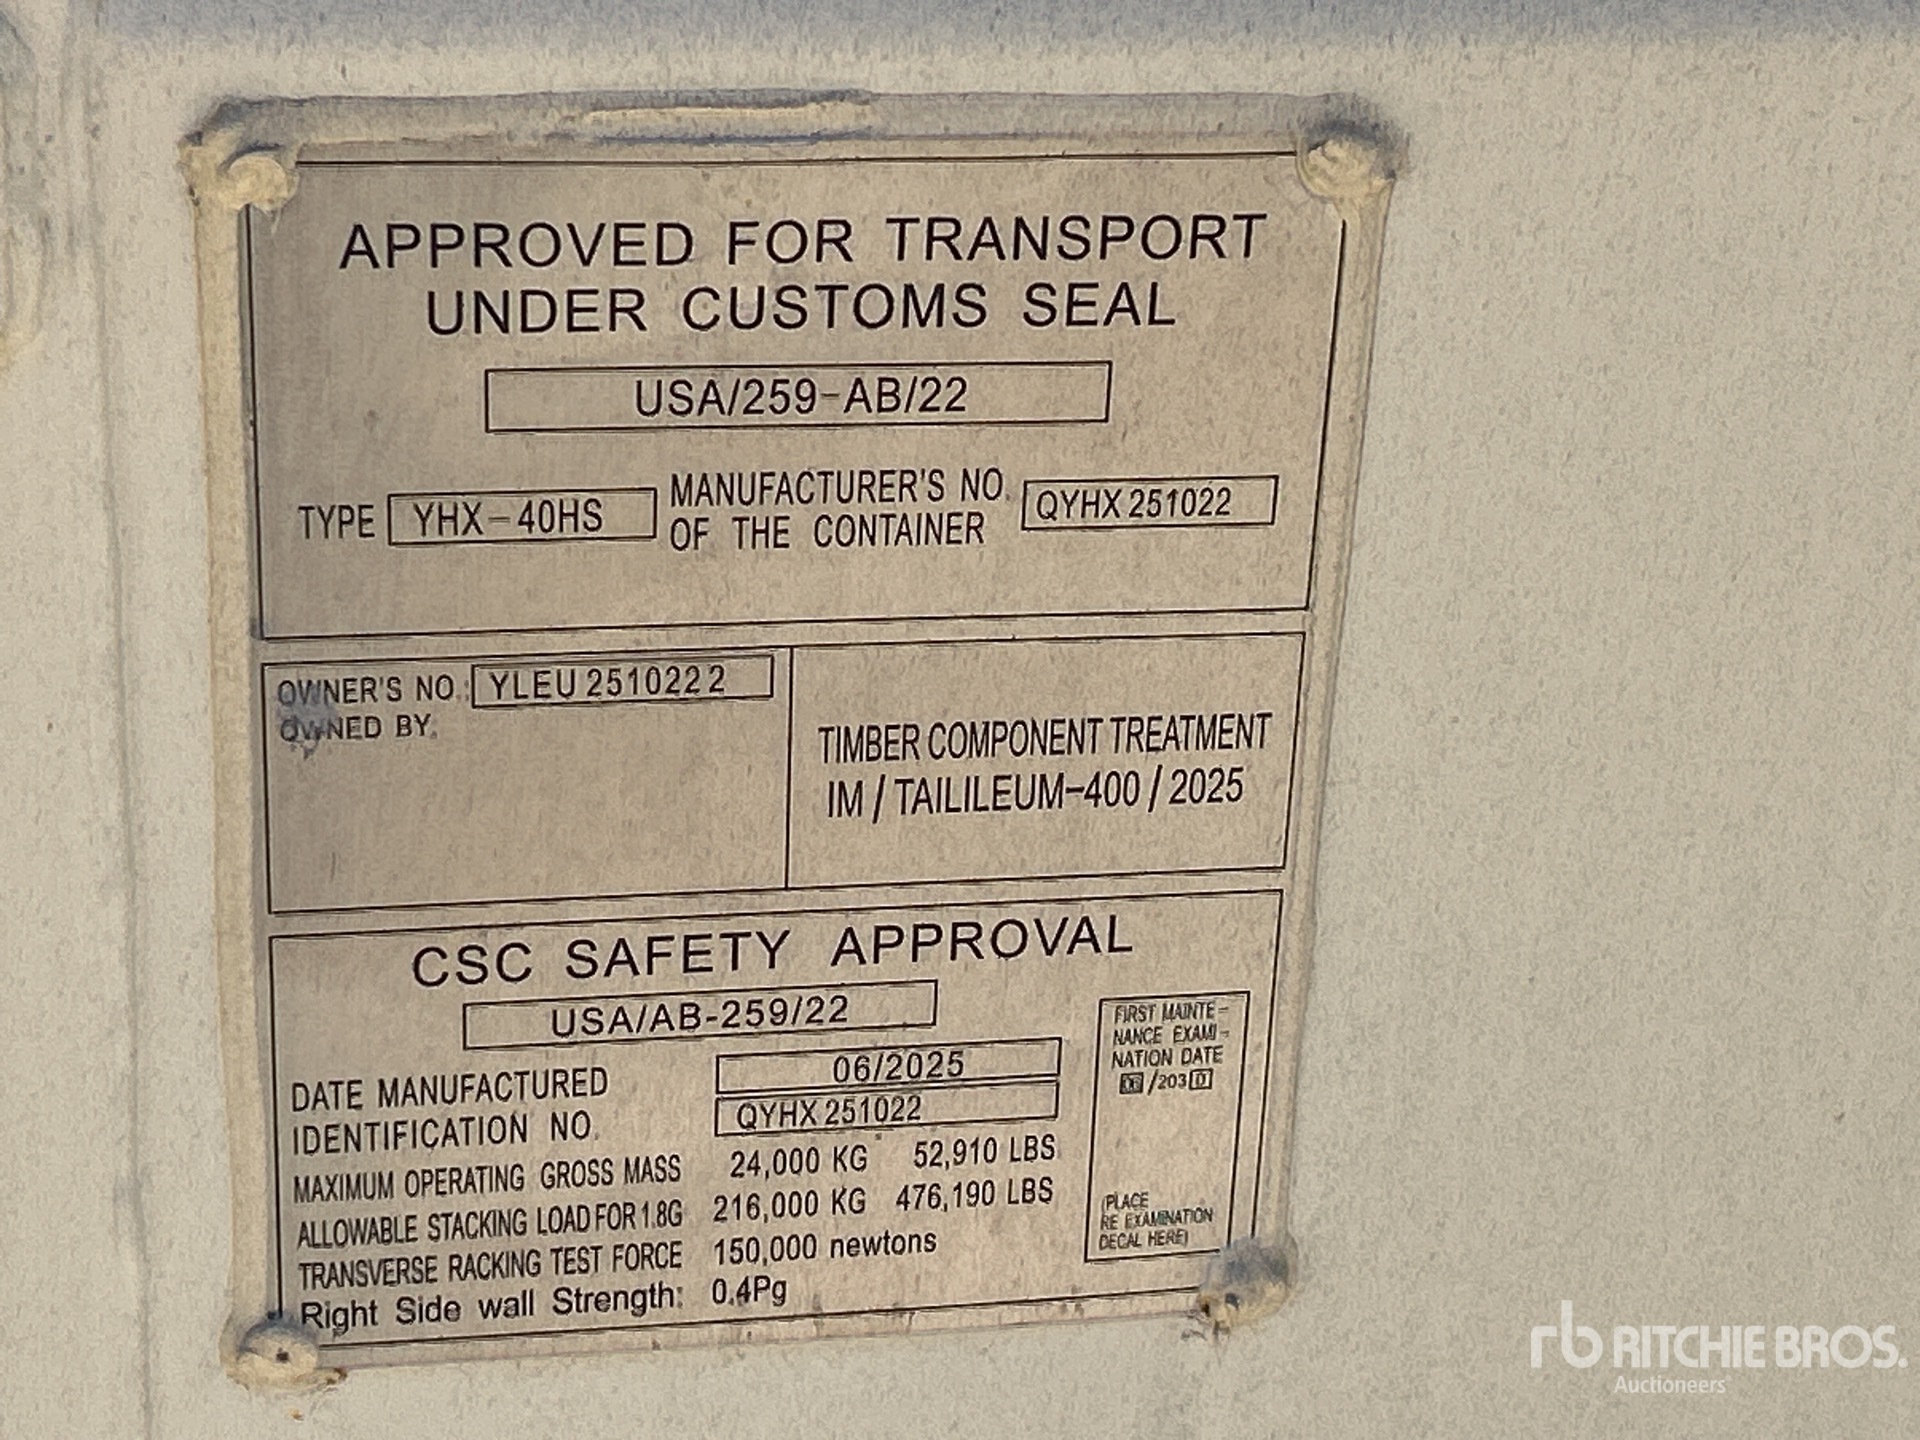 APPROVED FOR TRANSPORT
UNDER CUSTOMS SEAL
USA/259-AB/22
TYPE YHX-40HS MANUFACTURER'S NO.
OF THE CONTAINER QYHX 251022
OWNER'S NO.: YLEU 251022 2
OWNED BY:
TIMBER COMPONENT TREATMENT
IM / TAILILEUM-400 / 2025
CSC SAFETY APPROVAL
USA/AB-259/22
DATE MANUFACTURED 06/2025
IDENTIFICATION NO. QYHX 251022
MAXIMUM OPERATING GROSS MASS 24,000 KG 52,910 LBS
ALLOWABLE STACKING LOAD FOR 1.8G 216,000 KG 476,190 LBS
TRANSVERSE RACKING TEST FORCE 150,000 newtons
Right Side wall Strength: 0.4Pg
FIRST MAINTE-
NANCE EXAMI-
NATION DATE
06/2030
(PLACE
RE EXAMINATION
DECAL HERE)
rb RITCHIE BROS.
Auctioneers